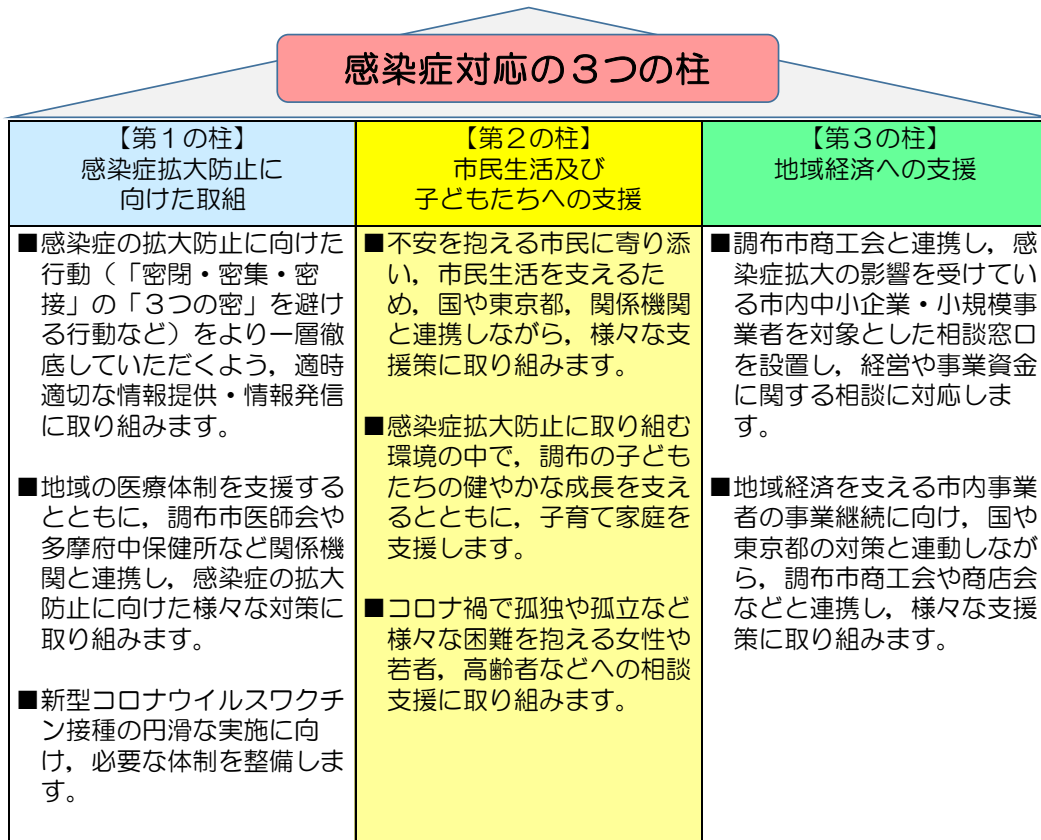 感染症対応の３つの柱
【第１の柱】
感染症拡大防止に
向けた取組
■感染症の拡大防止に向けた
行動（「密閉・密集・密
接」の「３つの密」を避け
る行動など）をより一層徹
底していただくよう，適時
適切な情報提供・情報発信
に取り組みます。
■地域の医療体制を支援する
とともに，調布市医師会や
多摩府中保健所など関係機
関と連携し，感染症の拡大
防止に向けた様々な対策に
取り組みます。
■新型コロナウイルスワクチ
ン接種の円滑な実施に向
け，必要な体制を整備しま
す。
【第２の柱】
市民生活及び
子どもたちへの支援
■不安を抱える市民に寄り添
い，市民生活を支えるた
め，国や東京都，関係機関
と連携しながら，様々な支
援策に取り組みます。
■感染症拡大防止に取り組む
環境の中で，調布の子ども
たちの健やかな成長を支え
るとともに，子育て家庭を
支援します。
■コロナ禍で孤独や孤立など
様々な困難を抱える女性や
若者，高齢者などへの相談
支援に取り組みます。
【第３の柱】
地域経済への支援
■調布市商工会と連携し，感
染症拡大の影響を受けてい
る市内中小企業・小規模事
業者を対象とした相談窓口
を設置し，経営や事業資金
に関する相談に対応しま
す。
■地域経済を支える市内事業
者の事業継続に向け，国や
東京都の対策と連動しなが
ら，調布市商工会や商店会
などと連携し，様々な支援
策に取り組みます。